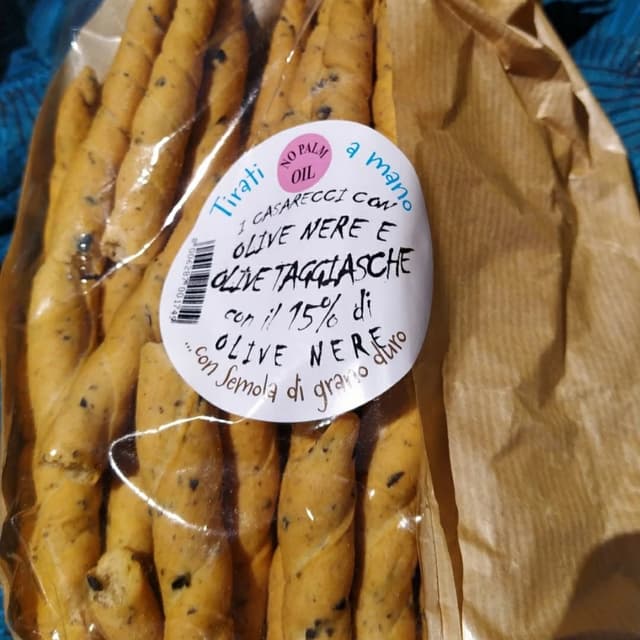 Tirati a mano
NO PALM
OIL
I CASARECCI CON
OLIVE NERE E
OLIVE TAGGIASCHE
con il 15% di
OLIVE NERE
...con Semola di grano duro